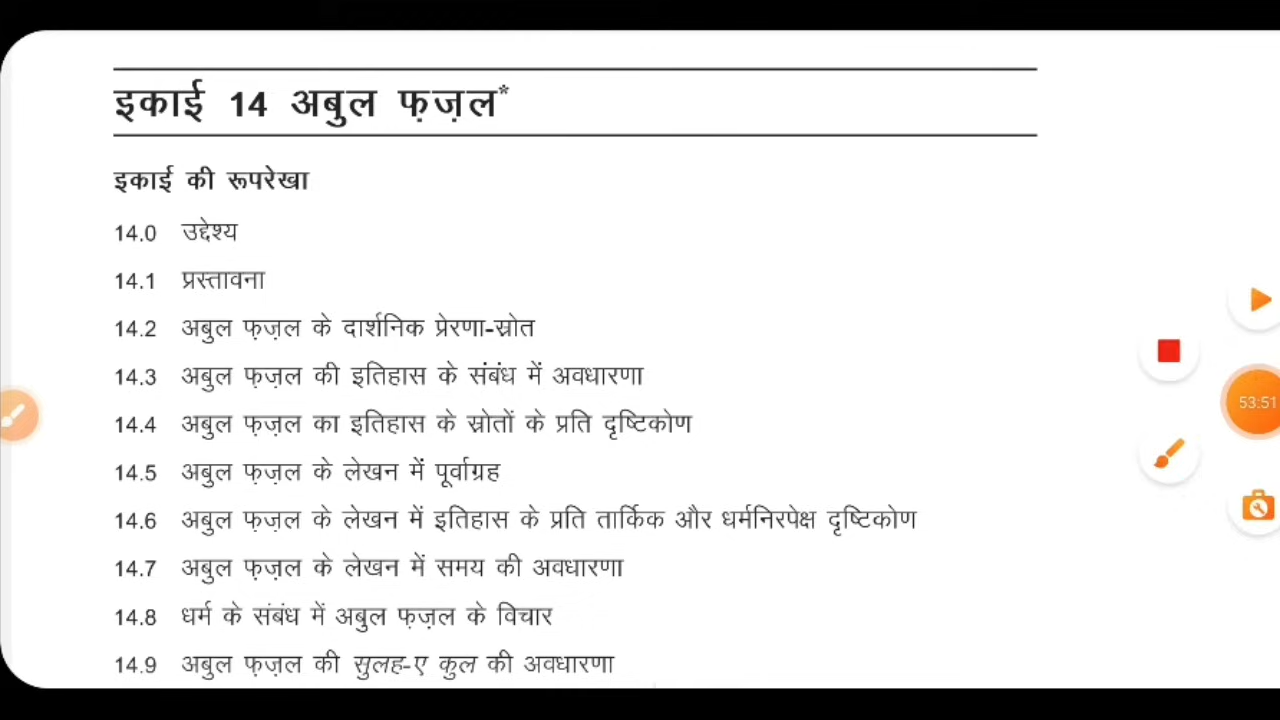 इकाई 14 अबुल फ़ज़ल*
इकाई की रूपरेखा
14.0 उद्देश्य
14.1 प्रस्तावना
14.2 अबुल फ़ज़ल के दार्शनिक प्रेरणा-स्रोत
14.3 अबुल फ़ज़ल की इतिहास के संबंध में अवधारणा
14.4 अबुल फ़ज़ल का इतिहास के स्रोतों के प्रति दृष्टिकोण
14.5 अबुल फ़ज़ल के लेखन में पूर्वाग्रह
14.6 अबुल फ़ज़ल के लेखन में इतिहास के प्रति तार्किक और धर्मनिरपेक्ष दृष्टिकोण
14.7 अबुल फ़ज़ल के लेखन में समय की अवधारणा
14.8 धर्म के संबंध में अबुल फ़ज़ल के विचार
14.9 अबुल फ़ज़ल की सुलह-ए कुल की अवधारणा
53:51